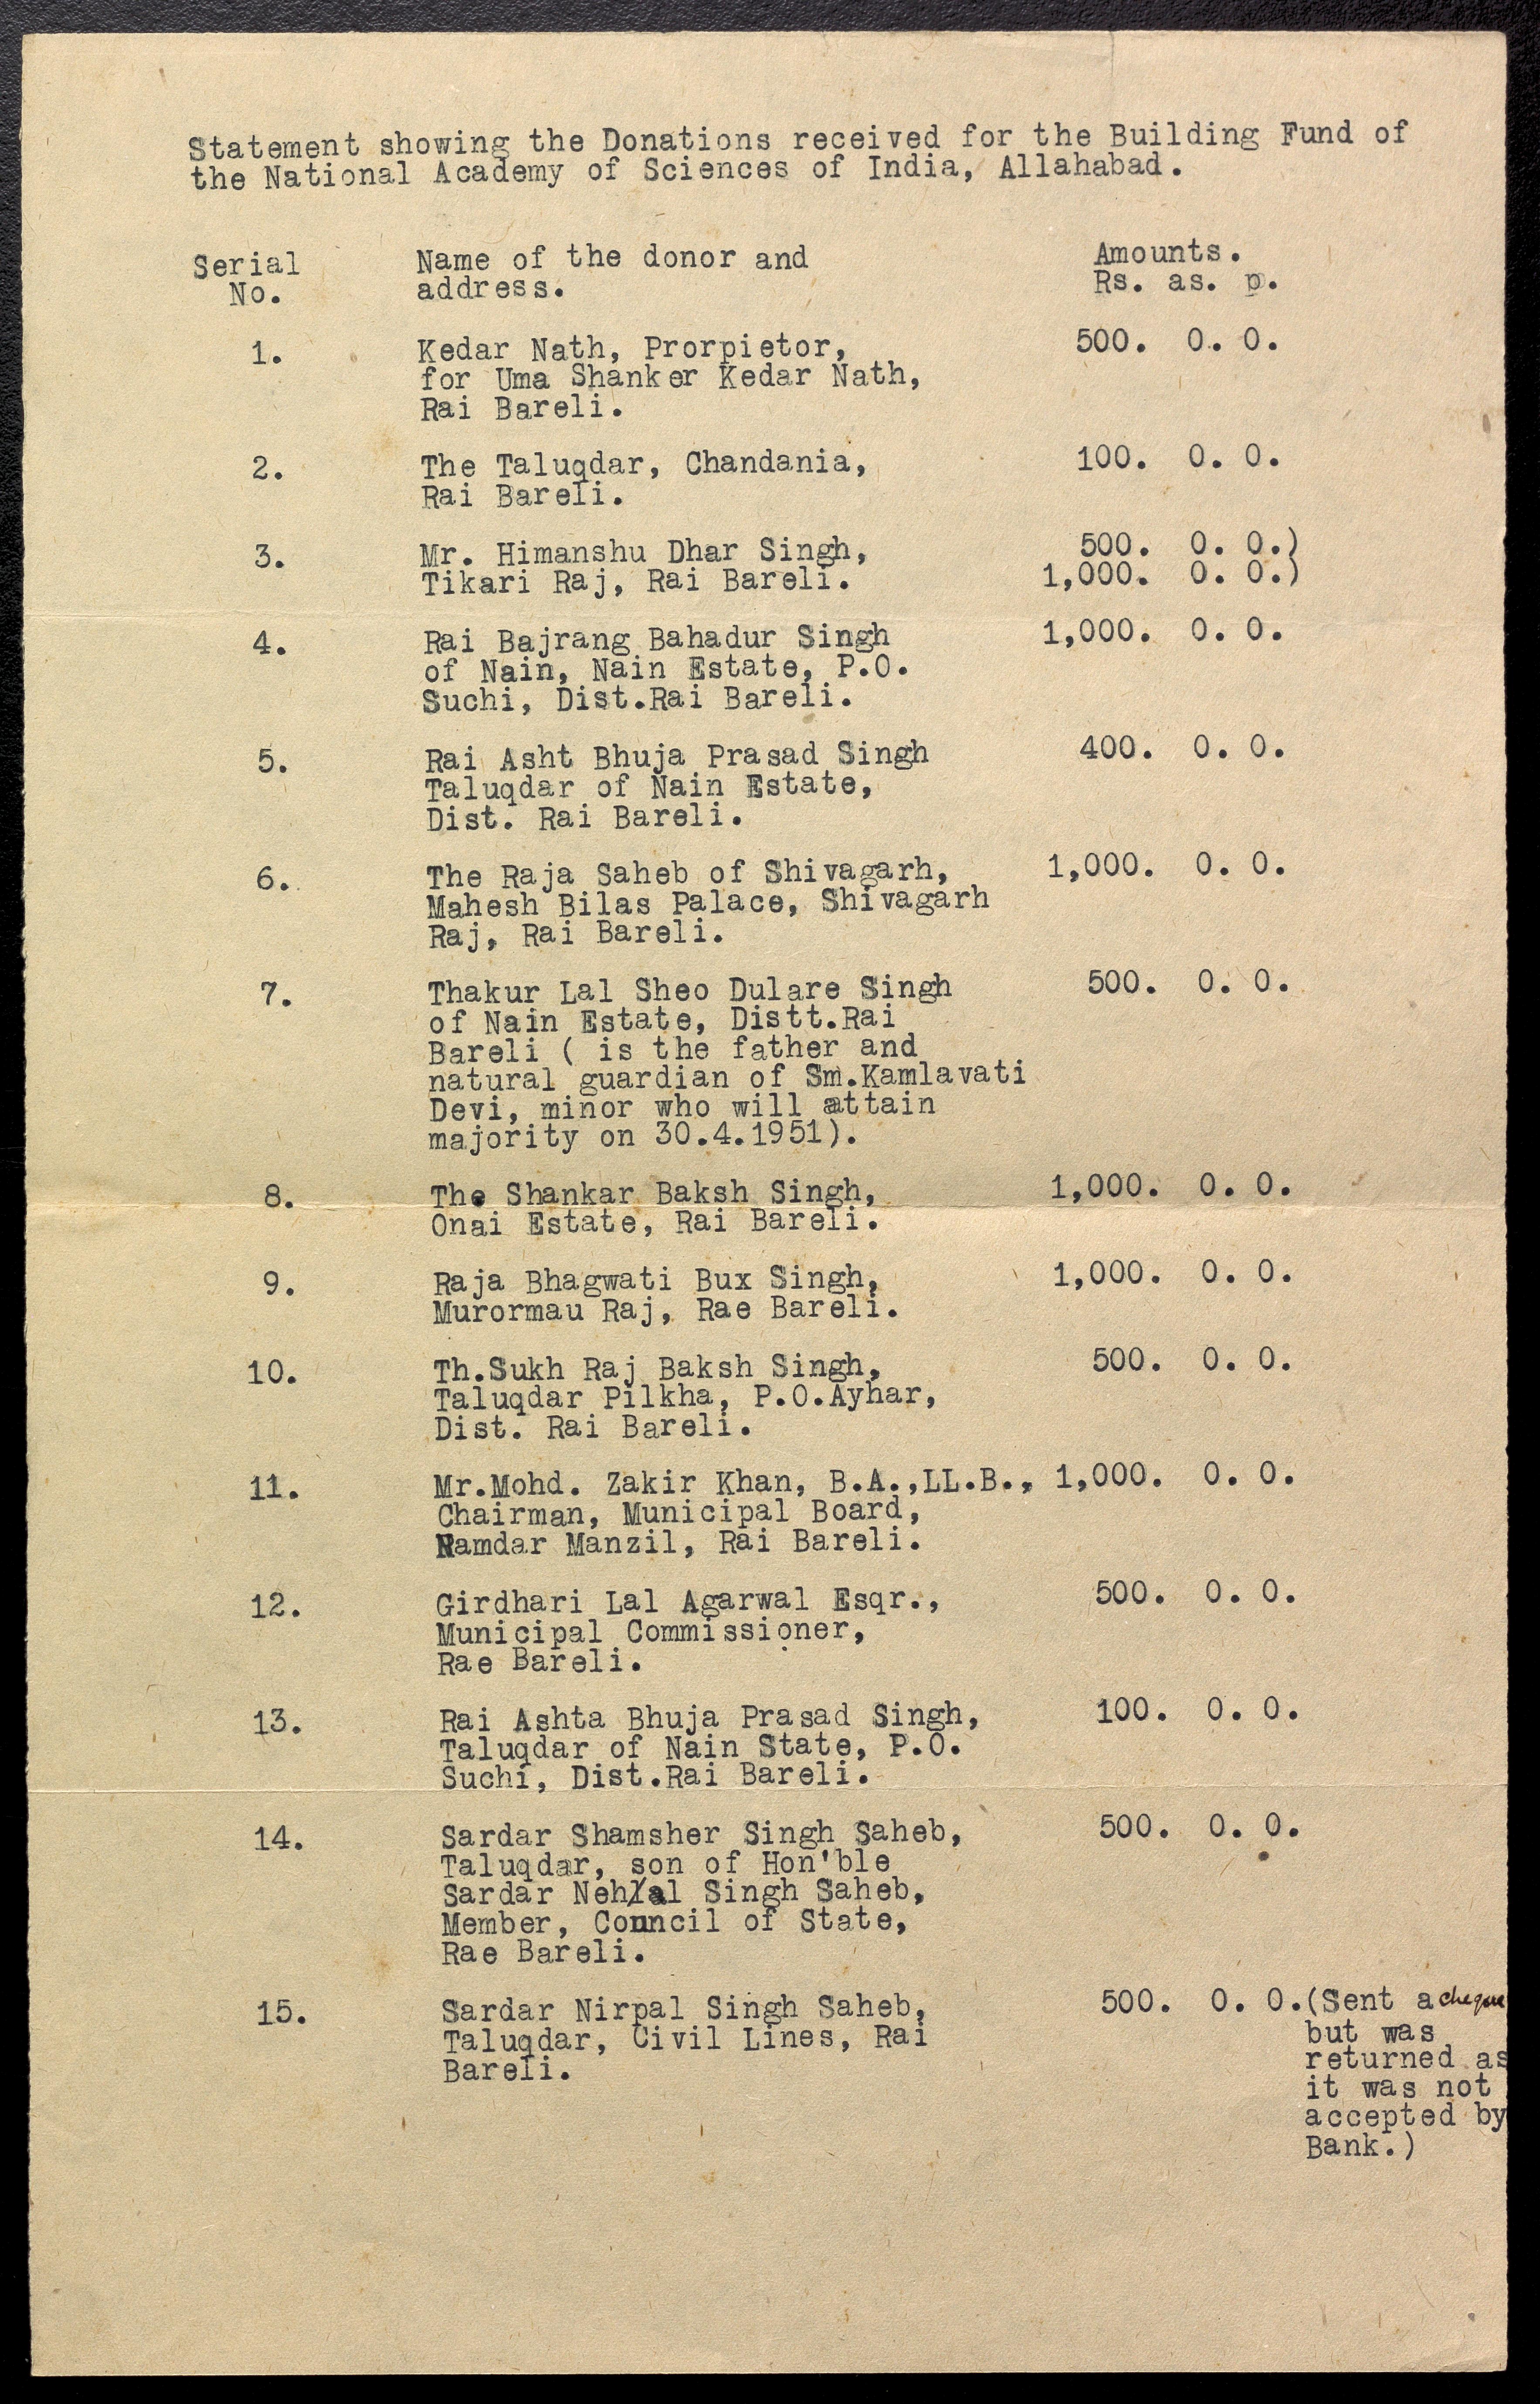 Statement showing the Donations received for the Building Fund of
the National Academy of Sciences of India, Allahabad.
Serial No. Name of the donor and address. Amounts. Rs. as. p.
1. Kedar Nath, Prorpietor, 500. 0. 0.
for Uma Shanker Kedar Nath,
Rai Bareli.
2. The Taluqdar, Chandania, 100. 0. 0.
Rai Bareli.
3. Mr. Himanshu Dhar Singh, 500. 0. 0.)
Tikari Raj, Rai Bareli. 1,000. 0. 0.)
4. Rai Bajrang Bahadur Singh 1,000. 0. 0.
of Nain, Nain Estate, P.O.
Suchi, Dist.Rai Bareli.
5. Rai Asht Bhuja Prasad Singh 400. 0. 0.
Taluqdar of Nain Estate,
Dist. Rai Bareli.
6. The Raja Saheb of Shivagarh, 1,000. 0. 0.
Mahesh Bilas Palace, Shivagarh
Raj, Rai Bareli.
7. Thakur Lal Sheo Dulare Singh 500. 0. 0.
of Nain Estate, Distt.Rai
Bareli ( is the father and
natural guardian of Sm.Kamlavati
Devi, minor who will attain
majority on 30.4.1951).
8. The Shankar Baksh Singh, 1,000. 0. 0.
Onai Estate, Rai Bareli.
9. Raja Bhagwati Bux Singh, 1,000. 0. 0.
Murormau Raj, Rae Bareli.
10. Th.Sukh Raj Baksh Singh, 500. 0. 0.
Taluqdar Pilkha, P.O.Ayhar,
Dist. Rai Bareli.
11. Mr.Mohd. Zakir Khan, B.A.,LL.B., 1,000. 0. 0.
Chairman, Municipal Board,
Manzil, Rai Bareli.
12. Girdhari Lal Agarwal Esqr., 500. 0. 0.
Municipal Commissioner,
Rae Bareli.
13. Rai Ashta Bhuja Prasad Singh, 100. 0. 0.
Taluqdar of Nain State, P.O.
Suchi, Dist.Rai Bareli.
14. Sardar Shamsher Singh Saheb, 500. 0. 0.
Taluqdar, son of Hon'ble
Sardar Singh Saheb,
Member, Council of State,
Rae Bareli.
15. Sardar Nirpal Singh Saheb, 500. 0. 0.(Sent a cheque
Taluqdar, Civil Lines, Rai but was
Bareli. returned as
it was not
accepted by
Bank.)